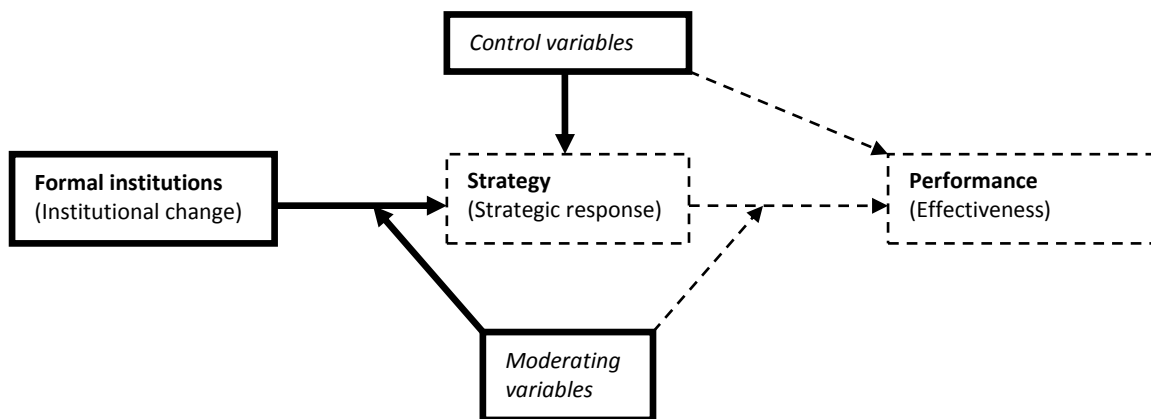 Control variables
Formal institutions
(Institutional change)
Strategy
(Strategic response)
Performance
(Effectiveness)
Moderating
variables